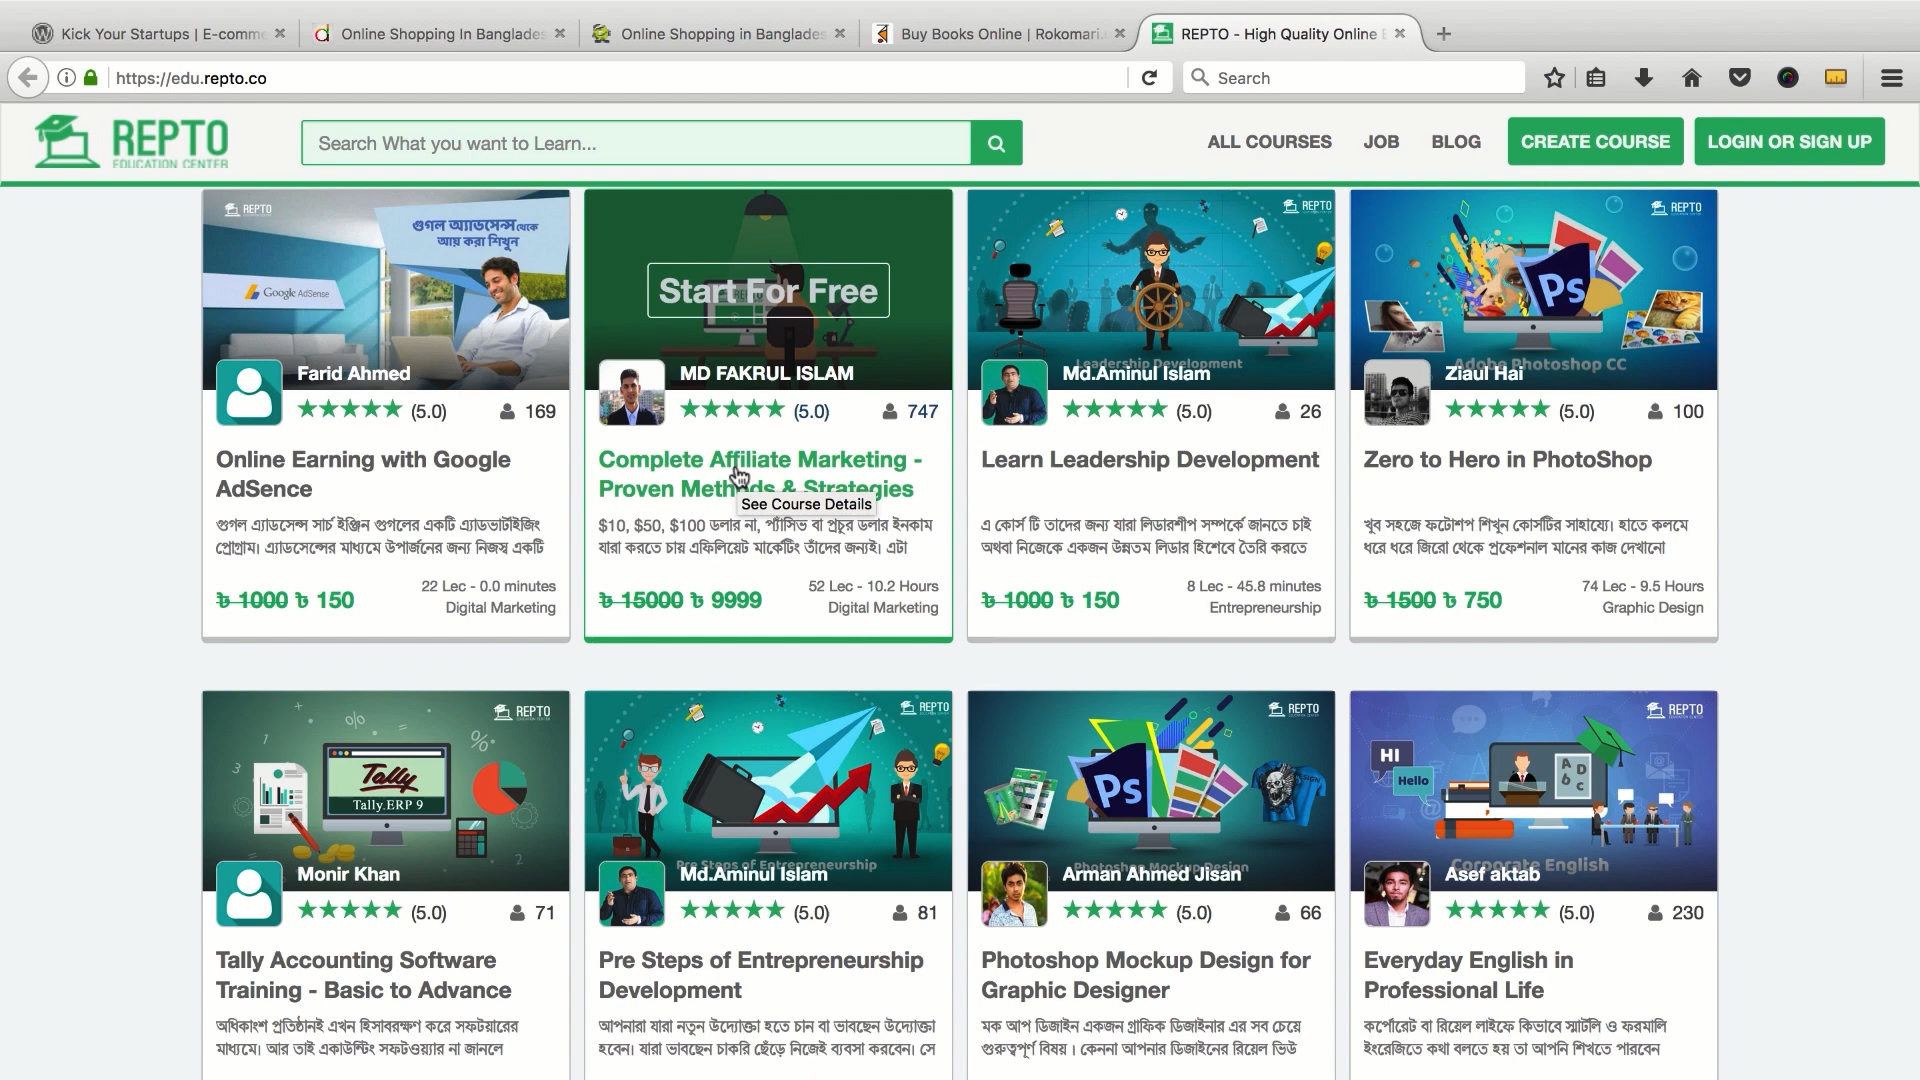 Kick Your Startups | E-comme
Online Shopping In Banglades
Online Shopping in Banglades
Buy Books Online | Rokomari.c
REPTO - High Quality Online E
https://edu.repto.co
Search
REPTO
EDUCATION CENTER
Search What you want to Learn...
ALL COURSES
JOB
BLOG
CREATE COURSE
LOGIN OR SIGN UP
REPTO
গুগল অ্যাডসেন্স থেকে
আয় করা শিখুন
Google AdSense
Farid Ahmed
(5.0)
169
Online Earning with Google
AdSence
গুগল এ্যাডসেন্স সার্চ ইঞ্জিন গুগলের একটি এ্যাডভার্টাইজিং
প্রোগ্রাম। এ্যাডসেন্সের মাধ্যমে উপার্জনের জন্য নিজস্ব একটি
৳ 1000 ৳ 150
22 Lec - 0.0 minutes
Digital Marketing
Start For Free
MD FAKRUL ISLAM
(5.0)
747
Complete Affiliate Marketing -
Proven Methods & Strategies
See Course Details
$10, $50, $100 ডলার না, প্যাসিভ বা প্রচুর ডলার ইনকাম
যারা করতে চায় এফিলিয়েট মার্কেটিং তাঁদের জন্যই। এটা
৳ 15000 ৳ 9999
52 Lec - 10.2 Hours
Digital Marketing
REPTO
Leadership Development
Md.Aminul Islam
(5.0)
26
Learn Leadership Development
এ কোর্স টি তাদের জন্য যারা লিডারশীপ সম্পর্কে জানতে চাই
অথবা নিজেকে একজন উন্নতম লিডার হিশেবে তৈরি করতে
৳ 1000 ৳ 150
8 Lec - 45.8 minutes
Entrepreneurship
REPTO
Ps
Adobe Photoshop CC
Ziaul Hai
(5.0)
100
Zero to Hero in PhotoShop
খুব সহজে ফটোশপ শিখুন কোর্সটির সাহায্যে। হাতে কলমে
ধরে ধরে জিরো থেকে প্রফেশনাল মানের কাজ দেখানো
৳ 1500 ৳ 750
74 Lec - 9.5 Hours
Graphic Design
REPTO
Tally
Tally.ERP 9
Monir Khan
(5.0)
71
Tally Accounting Software
Training - Basic to Advance
অধিকাংশ প্রতিষ্ঠানই এখন হিসাবরক্ষণ করে সফটয়ারের
মাধ্যমে। আর তাই একাউন্টিং সফটওয়্যার না জানলে
REPTO
Pre Steps of Entrepreneurship
Md.Aminul Islam
(5.0)
81
Pre Steps of Entrepreneurship
Development
আপনারা যারা নতুন উদ্যোক্তা হতে চান বা ভাবছেন উদ্যোক্তা
হবেন। যারা ভাবছেন চাকরি ছেঁড়ে নিজেই ব্যবসা করবেন। সে
REPTO
Ps
DESIGN
Photoshop Mockup Design
Arman Ahmed Jisan
(5.0)
66
Photoshop Mockup Design for
Graphic Designer
মক আপ ডিজাইন একজন গ্রাফিক ডিজাইনার এর সব চেয়ে
গুরুত্বপূর্ণ বিষয় । কেননা আপনার ডিজাইনের রিয়েল ভিউ
REPTO
HI
Hello
Corporate English
Asef aktab
(5.0)
230
Everyday English in
Professional Life
কর্পোরেট বা রিয়েল লাইফে কিভাবে স্মার্টলি ও ফরমালি
ইংরেজিতে কথা বলতে হয় তা আপনি শিখতে পারবেন